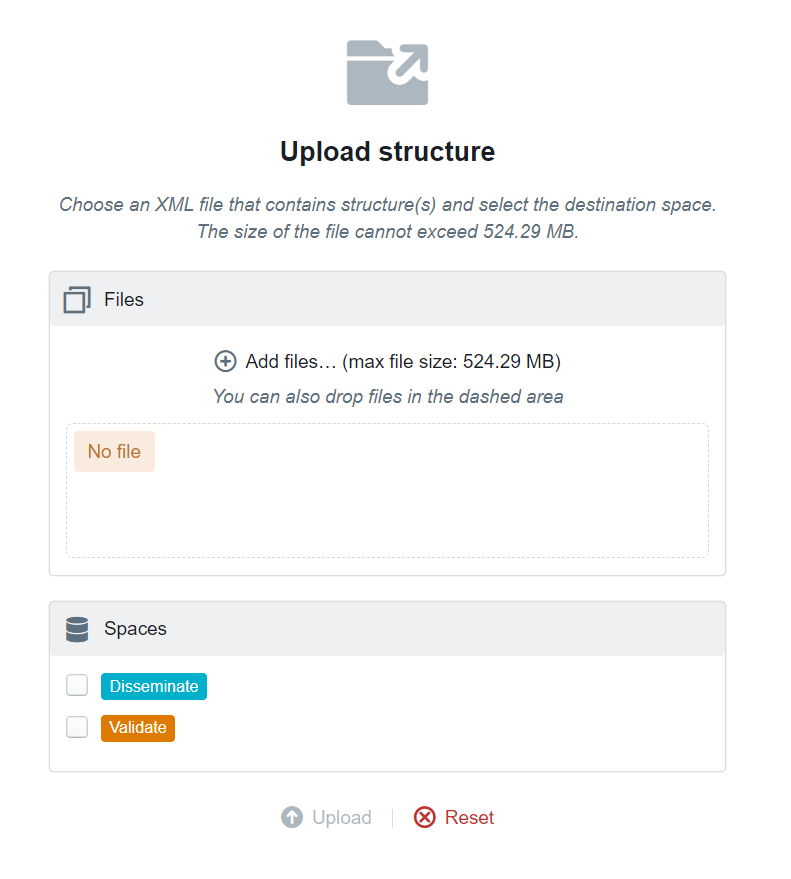 Upload structure
Choose an XML file that contains structure(s) and select the destination space.
The size of the file cannot exceed 524.29 MB.
Files
Add files… (max file size: 524.29 MB)
You can also drop files in the dashed area
No file
Spaces
Disseminate
Validate
Upload
Reset